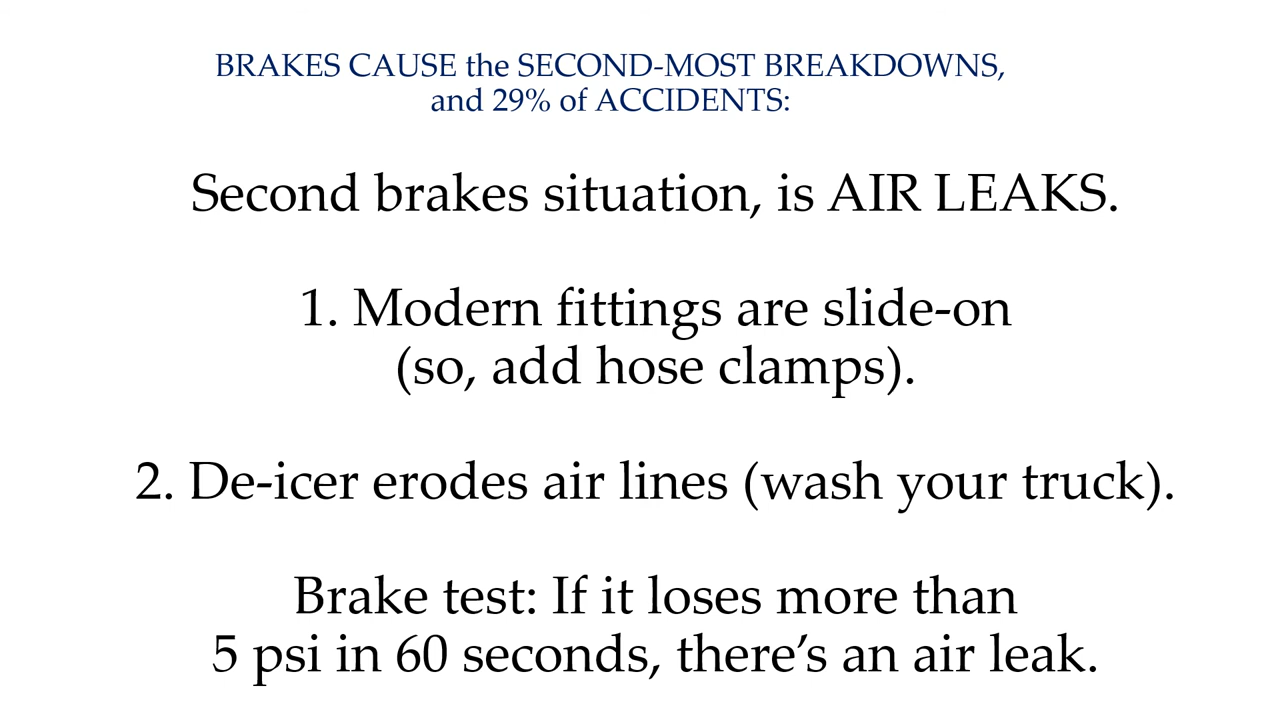 BRAKES CAUSE the SECOND-MOST BREAKDOWNS,
and 29% of ACCIDENTS:
Second brakes situation, is AIR LEAKS.
1. Modern fittings are slide-on
(so, add hose clamps).
2. De-icer erodes air lines (wash your truck).
Brake test: If it loses more than
5 psi in 60 seconds, there’s an air leak.